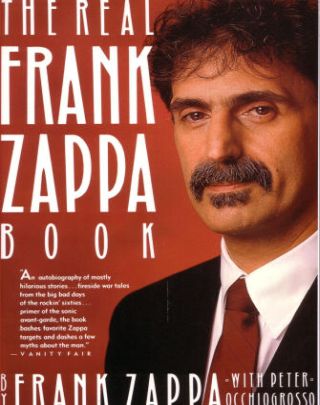 THE REAL
FRANK
ZAPPA
BOOK
"An autobiography of mostly
hilarious stories...fireside war tales
from the big bad days
of the rockin' sixties...
primer of the sonic
avant-garde, the book
bashes favorite Zappa
targets and dashes a few
myths about the man."
—VANITY FAIR
BY FRANK ZAPPA WITH PETER
OCCHIOGROSSO